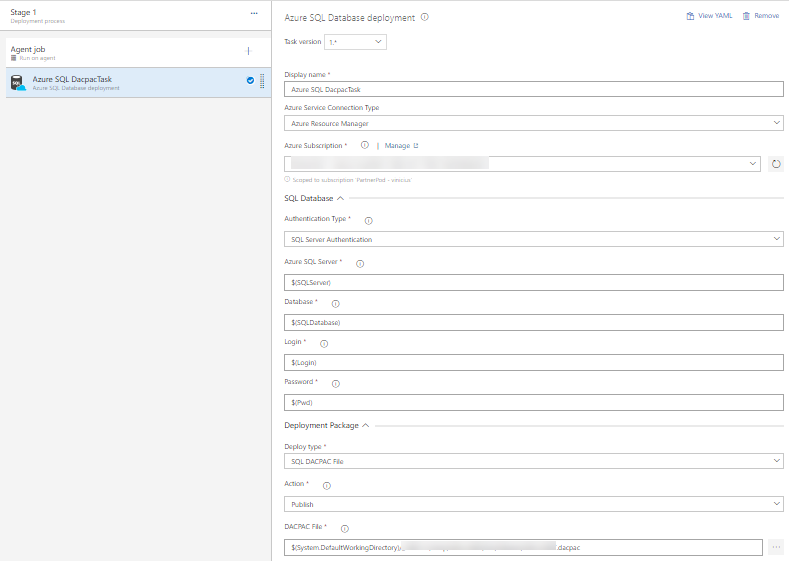 Stage 1
Deployment process
...
Agent job
Run on agent
+
SQL
Azure SQL DacpacTask
Azure SQL Database deployment
Azure SQL Database deployment
View YAML
Remove
Task version
1.*
Display name *
Azure SQL DacpacTask
Azure Service Connection Type
Azure Resource Manager
Azure Subscription *
| Manage
Scoped to subscription 'PartnerPod -
SQL Database
Authentication Type *
SQL Server Authentication
Azure SQL Server *
$(SQLServer)
Database *
$(SQLDatabase)
Login *
$(Login)
Password *
$(Pwd)
Deployment Package
Deploy type *
SQL DACPAC File
Action *
Publish
DACPAC File *
$(System.DefaultWorkingDirectory)/ .dacpac
...